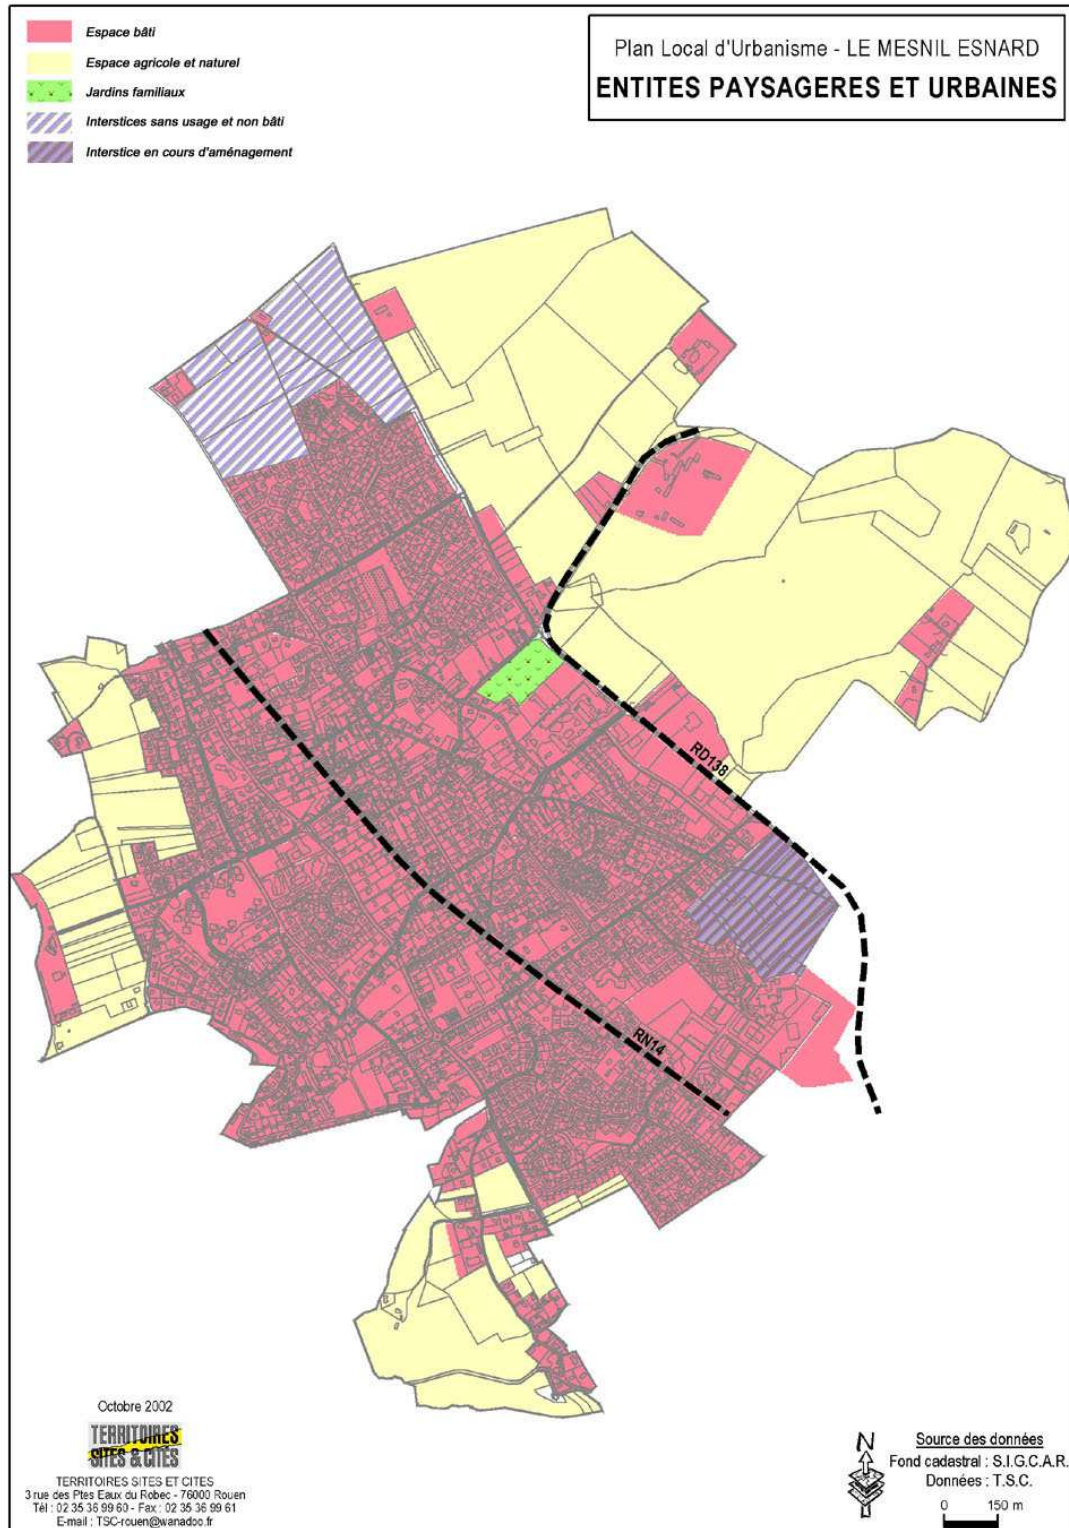 Espace bâti
Espace agricole et naturel
Jardins familiaux
Interstices sans usage et non bâti
Interstice en cours d'aménagement
Plan Local d'Urbanisme - LE MESNIL ESNARD
ENTITES PAYSAGERES ET URBAINES
RD138
RN14
Octobre 2002
TERRITOIRES
SITES & CITES
TERRITOIRES SITES ET CITES
3 rue des Ptes Eaux du Robec - 76000 Rouen
Tél : 02 35 36 99 60 - Fax : 02 35 36 99 61
E-mail : TSC-rouen@wanadoo.fr
N
Source des données
Fond cadastral : S.I.G.C.A.R.
Données : T.S.C.
0 150 m